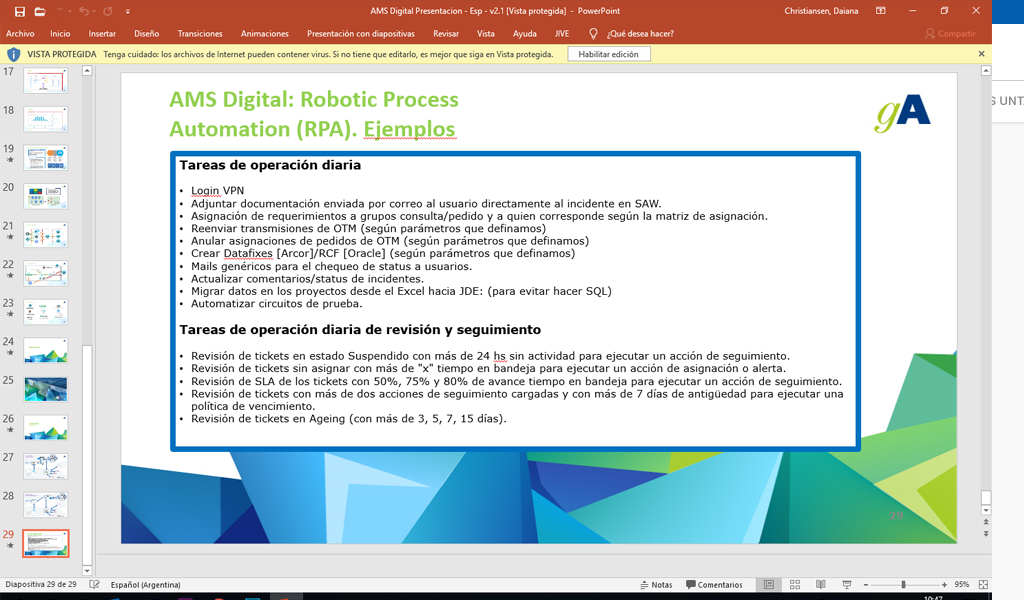 AMS Digital Presentacion - Esp - v2.1 [Vista protegida] - PowerPoint
Christiansen, Daiana
Archivo Inicio Insertar Diseño Transiciones Animaciones Presentación con diapositivas Revisar Vista Ayuda JIVE ¿Qué desea hacer? Compartir
VISTA PROTEGIDA Tenga cuidado: los archivos de Internet pueden contener virus. Si no tiene que editarlo, es mejor que siga en Vista protegida. Habilitar edición
S UNT
17
18
19
20
21
22
23
24
25
26
27
28
29
AMS Digital: Robotic Process
Automation (RPA). Ejemplos
gA
Tareas de operación diaria
• Login VPN
• Adjuntar documentación enviada por correo al usuario directamente al incidente en SAW.
• Asignación de requerimientos a grupos consulta/pedido y a quien corresponde según la matriz de asignación.
• Reenviar transmisiones de OTM (según parámetros que definamos)
• Anular asignaciones de pedidos de OTM (según parámetros que definamos)
• Crear Datafixes [Arcor]/RCF [Oracle] (según parámetros que definamos)
• Mails genéricos para el chequeo de status a usuarios.
• Actualizar comentarios/status de incidentes.
• Migrar datos en los proyectos desde el Excel hacia JDE: (para evitar hacer SQL)
• Automatizar circuitos de prueba.
Tareas de operación diaria de revisión y seguimiento
• Revisión de tickets en estado Suspendido con más de 24 hs sin actividad para ejecutar un acción de seguimiento.
• Revisión de tickets sin asignar con más de "x" tiempo en bandeja para ejecutar un acción de asignación o alerta.
• Revisión de SLA de los tickets con 50%, 75% y 80% de avance tiempo en bandeja para ejecutar un acción de seguimiento.
• Revisión de tickets con más de dos acciones de seguimiento cargadas y con más de 7 días de antigüedad para ejecutar una
política de vencimiento.
• Revisión de tickets en Ageing (con más de 3, 5, 7, 15 días).
29
Diapositiva 29 de 29 Español (Argentina) Notas Comentarios 95%
10:47